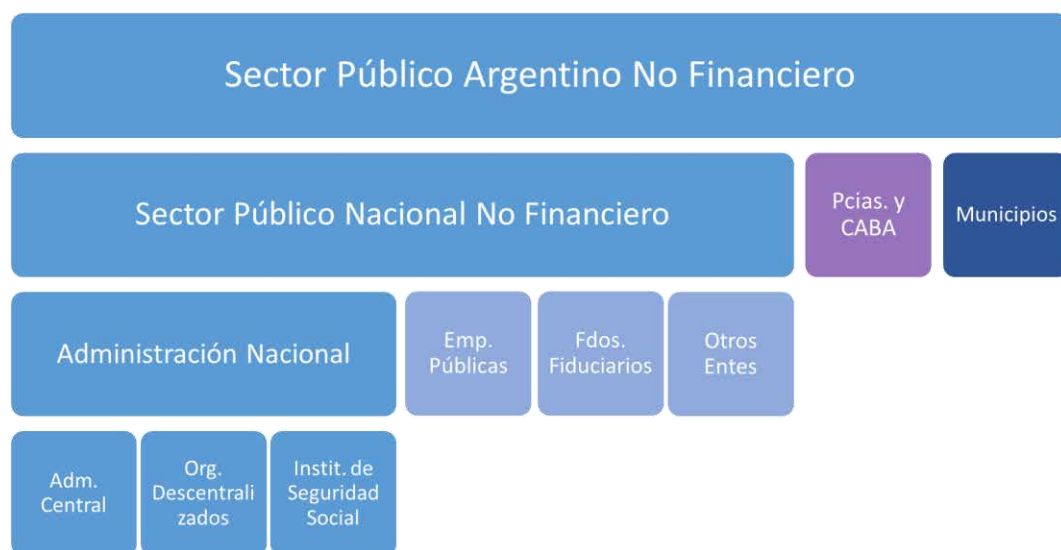 Sector Público Argentino No Financiero
Sector Público Nacional No Financiero
Pcias. y
CABA
Municipios
Administración Nacional
Emp.
Públicas
Fdos.
Fiduciarios
Otros
Entes
Adm.
Central
Org.
Descentrali
zados
Instit. de
Seguridad
Social